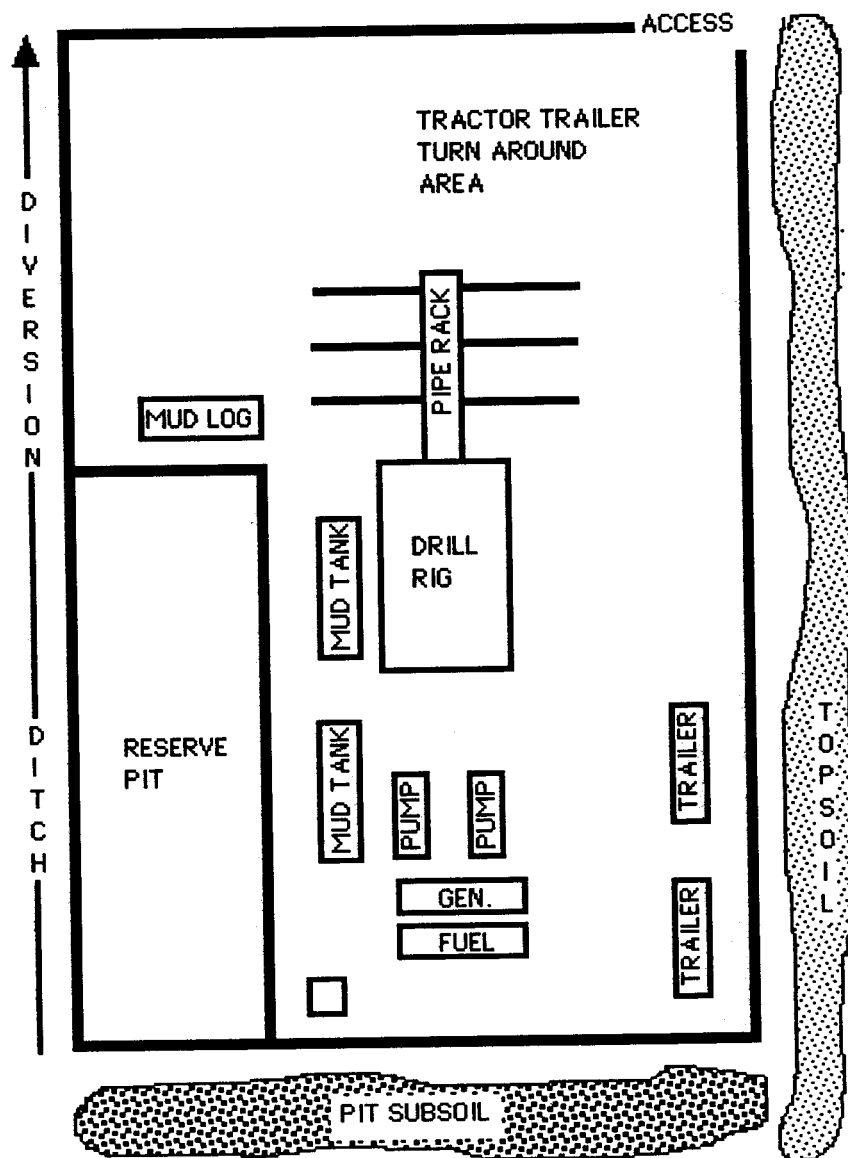 ACCESS
TRACTOR TRAILER
TURN AROUND
AREA
DIVERSION DITCH
PIPE RACK
MUD LOG
DRILL
RIG
MUD TANK
RESERVE
PIT
MUD TANK
PUMP
PUMP
TRAILER
TOPSOIL
GEN.
FUEL
TRAILER
PIT SUBSOIL